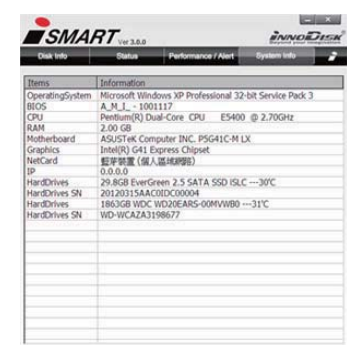 iSMART Ver 3.0.0
InnoDisk
Beyond your imagination
Disk Info Status Performance / Alert System Info
Items Information
OperatingSystem Microsoft Windows XP Professional 32-bit Service Pack 3
BIOS A_M_I_ - 1001117
CPU Pentium(R) Dual-Core CPU E5400 @ 2.70GHz
RAM 2.00 GB
Motherboard ASUSTeK Computer INC. P5G41C-M LX
Graphics Intel(R) G41 Express Chipset
NetCard 藍芽裝置 (個人區域網路)
IP 0.0.0.0
HardDrives 29.8GB EverGreen 2.5 SATA SSD iSLC ---30°C
HardDrives SN 20120315AAC0IDC00004
HardDrives 1863GB WDC WD20EARS-00MVWB0 ---31°C
HardDrives SN WD-WCAZA3198677